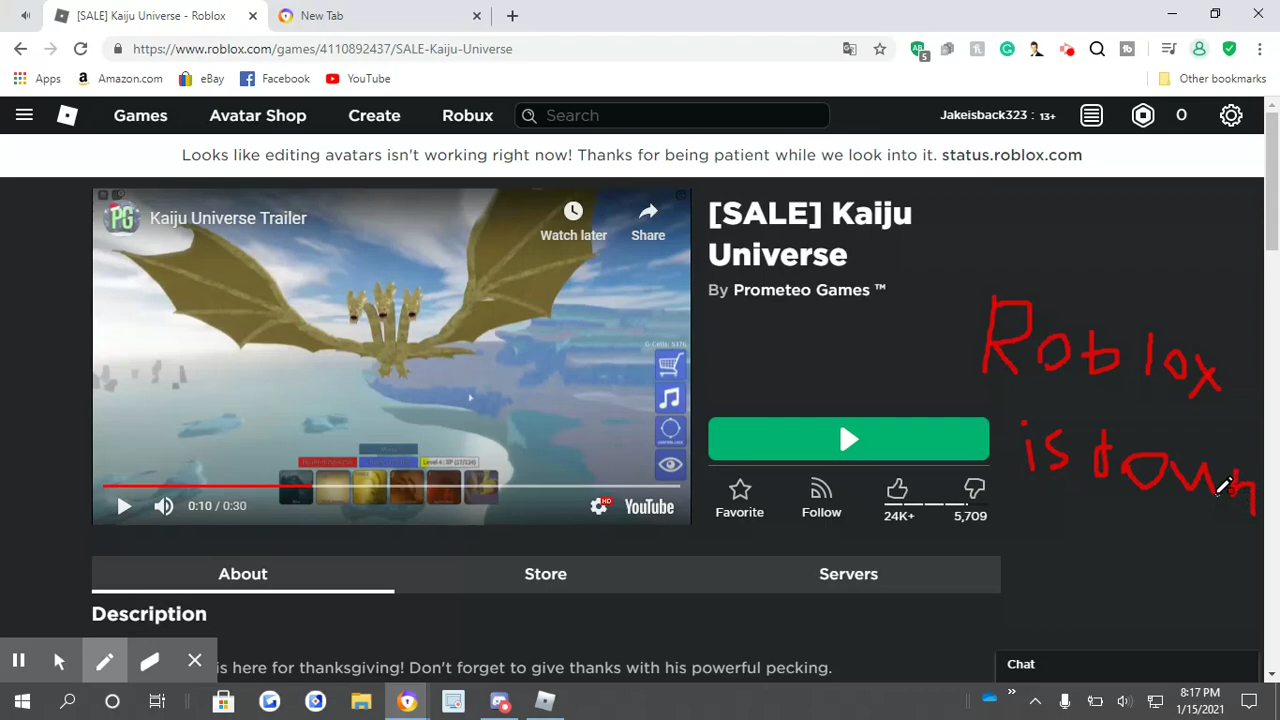 [SALE] Kaiju Universe - Roblox
New Tab
https://www.roblox.com/games/4110892437/SALE-Kaiju-Universe
5
Apps Amazon.com eBay Facebook YouTube Other bookmarks
Games Avatar Shop Create Robux Search Jakeisback323 : 13+ 0
Looks like editing avatars isn't working right now! Thanks for being patient while we look into it. status.roblox.com
PG Kaiju Universe Trailer
Watch later Share
[SALE] Kaiju
Universe
By Prometeo Games ™
Roblox
is down
0:10 / 0:30 HD YouTube
Favorite Follow 24K+ 5,709
About Store Servers
Description
is here for thanksgiving! Don't forget to give thanks with his powerful pecking.
Chat
8:17 PM
1/15/2021